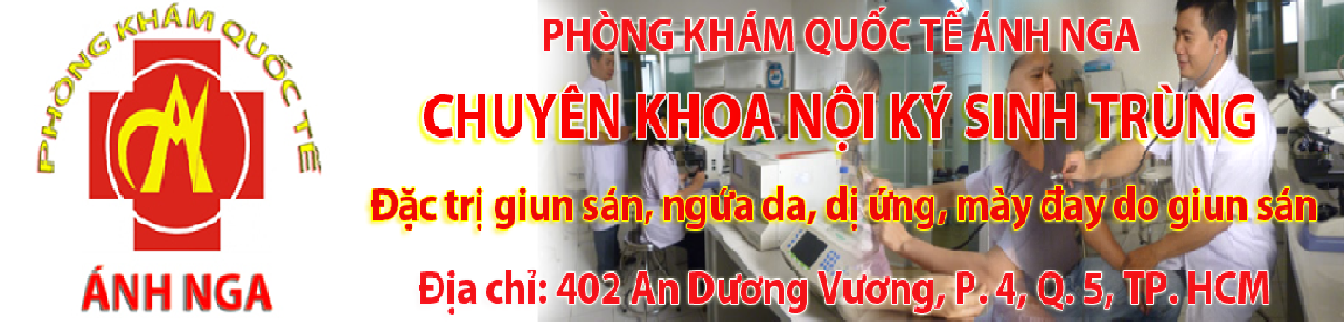 PHÒNG KHÁM QUỐC TẾ
ÁNH NGA
PHÒNG KHÁM QUỐC TẾ ÁNH NGA
CHUYÊN KHOA NỘI KÝ SINH TRÙNG
Đặc trị giun sán, ngứa da, dị ứng, mày đay do giun sán
Địa chỉ: 402 An Dương Vương, P. 4, Q. 5, TP. HCM